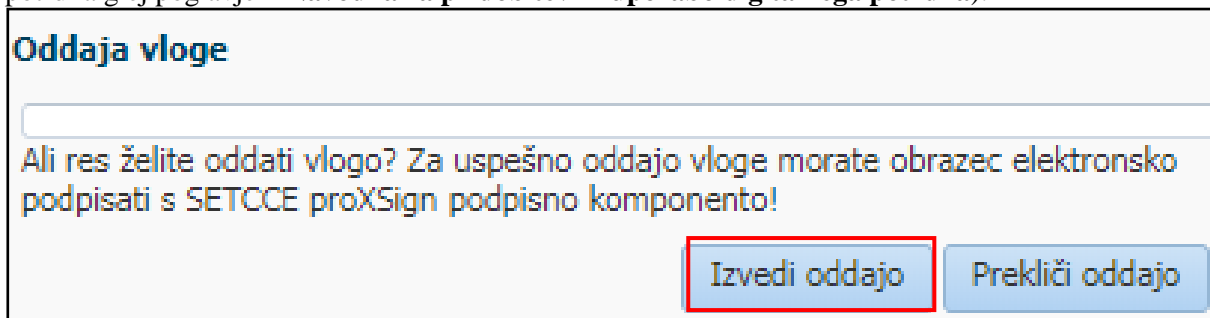 Oddaja vloge
Ali res želite oddati vlogo? Za uspešno oddajo vloge morate obrazec elektronsko
podpisati s SETCCE proXSign podpisno komponento!
Izvedi oddajo
Prekliči oddajo